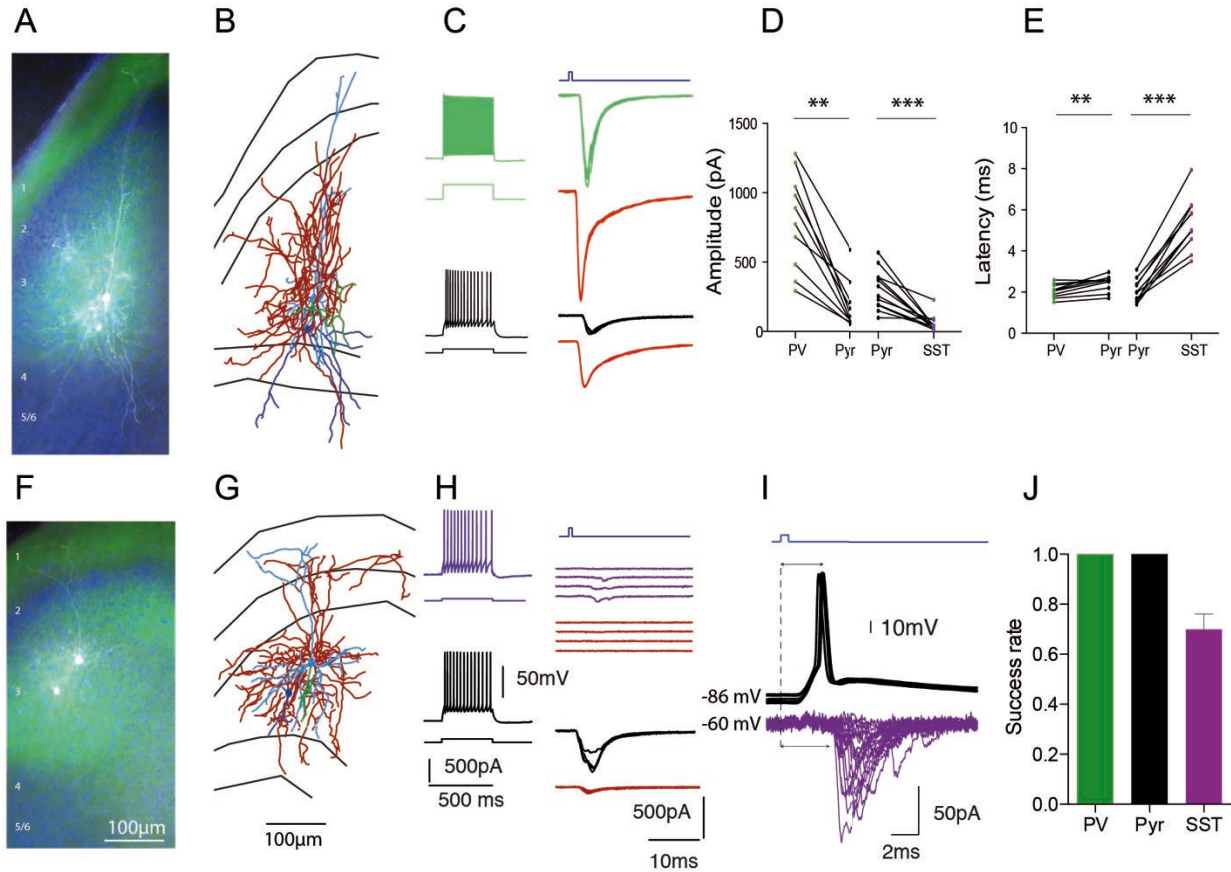 A
B
C
D
E
1
2
3
4
5/6
**
***
1500
1000
500
0
Amplitude (pA)
PV
Pyr
Pyr
SST
**
***
10
8
6
4
2
0
Latency (ms)
PV
Pyr
Pyr
SST
F
G
H
I
J
1
2
3
4
5/6
100µm
100µm
50mV
500pA
500 ms
500pA
10ms
10mV
-86 mV
-60 mV
50pA
2ms
1.0
0.8
0.6
0.4
0.2
0.0
Success rate
PV
Pyr
SST